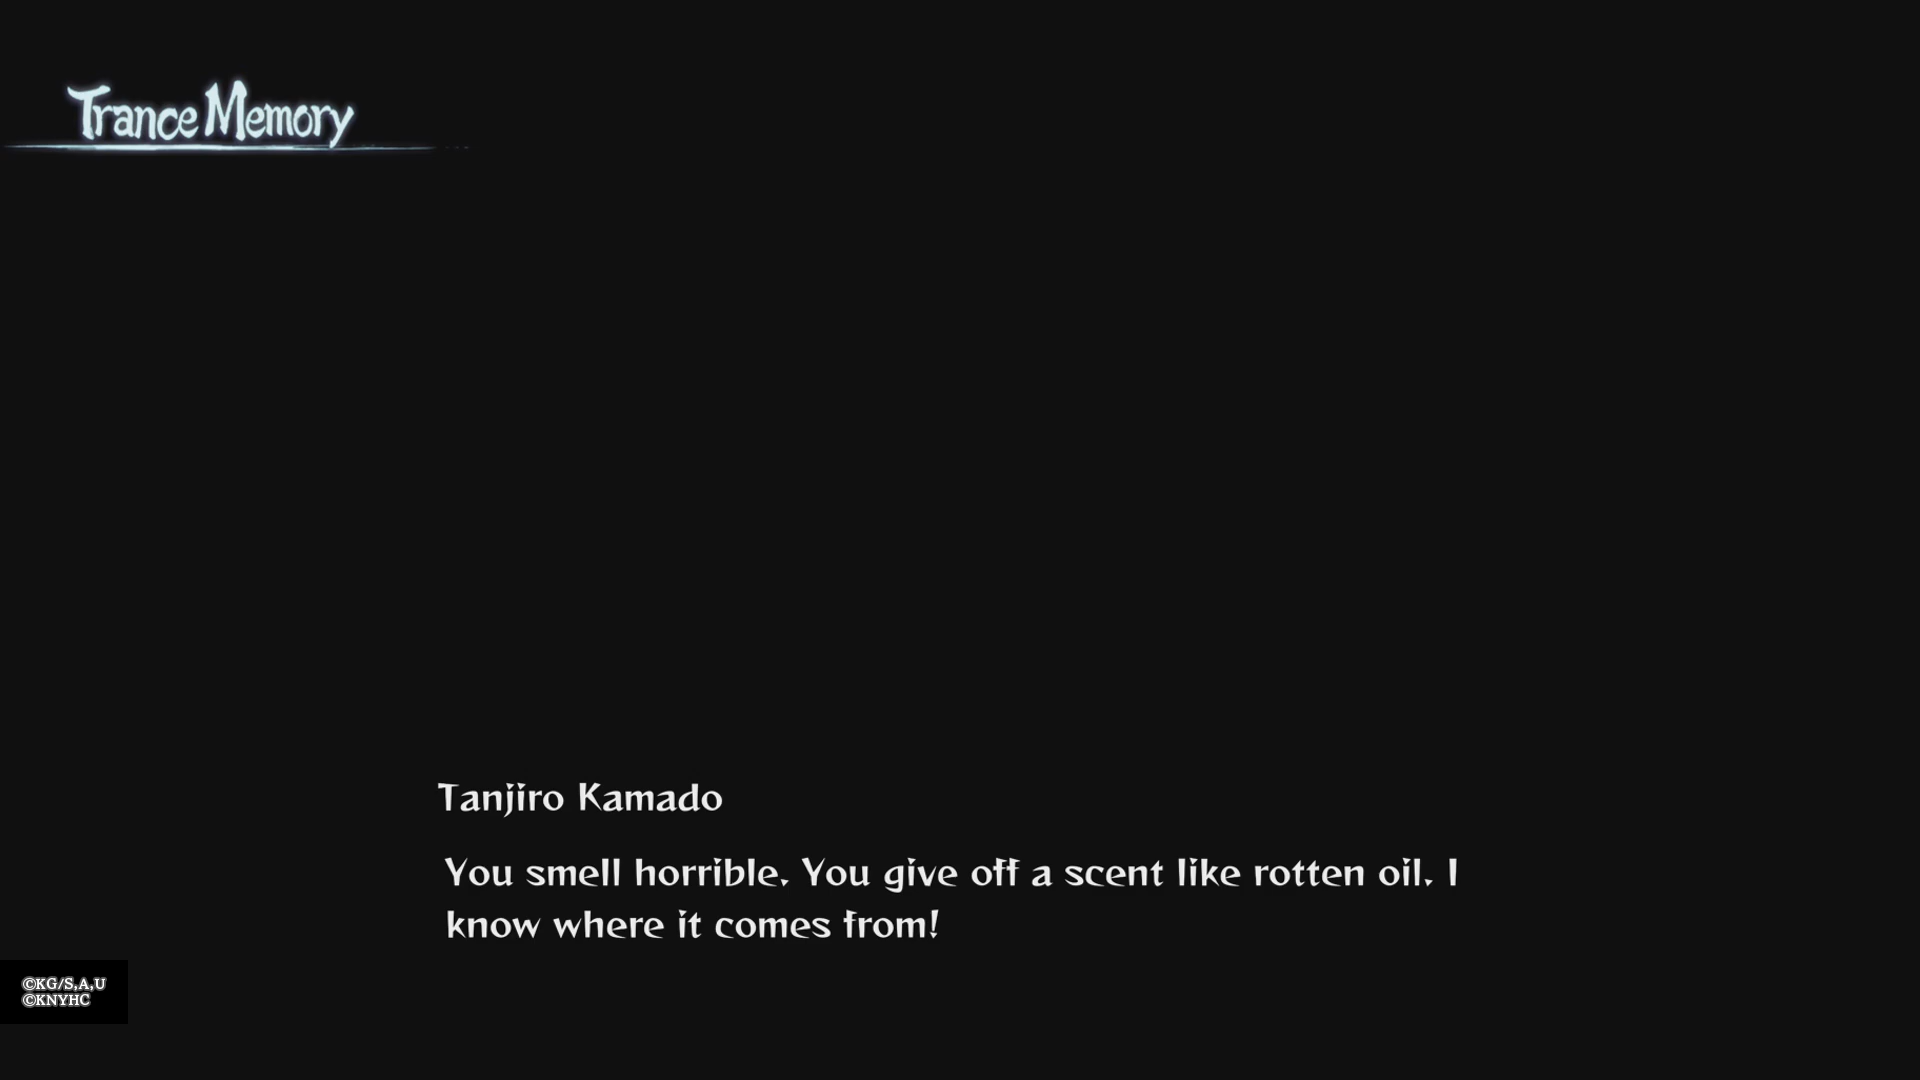 Trance Memory
Tanjiro Kamado
You smell horrible. You give off a scent like rotten oil. I
know where it comes from!
©KG/S,A,U
©KNYHC